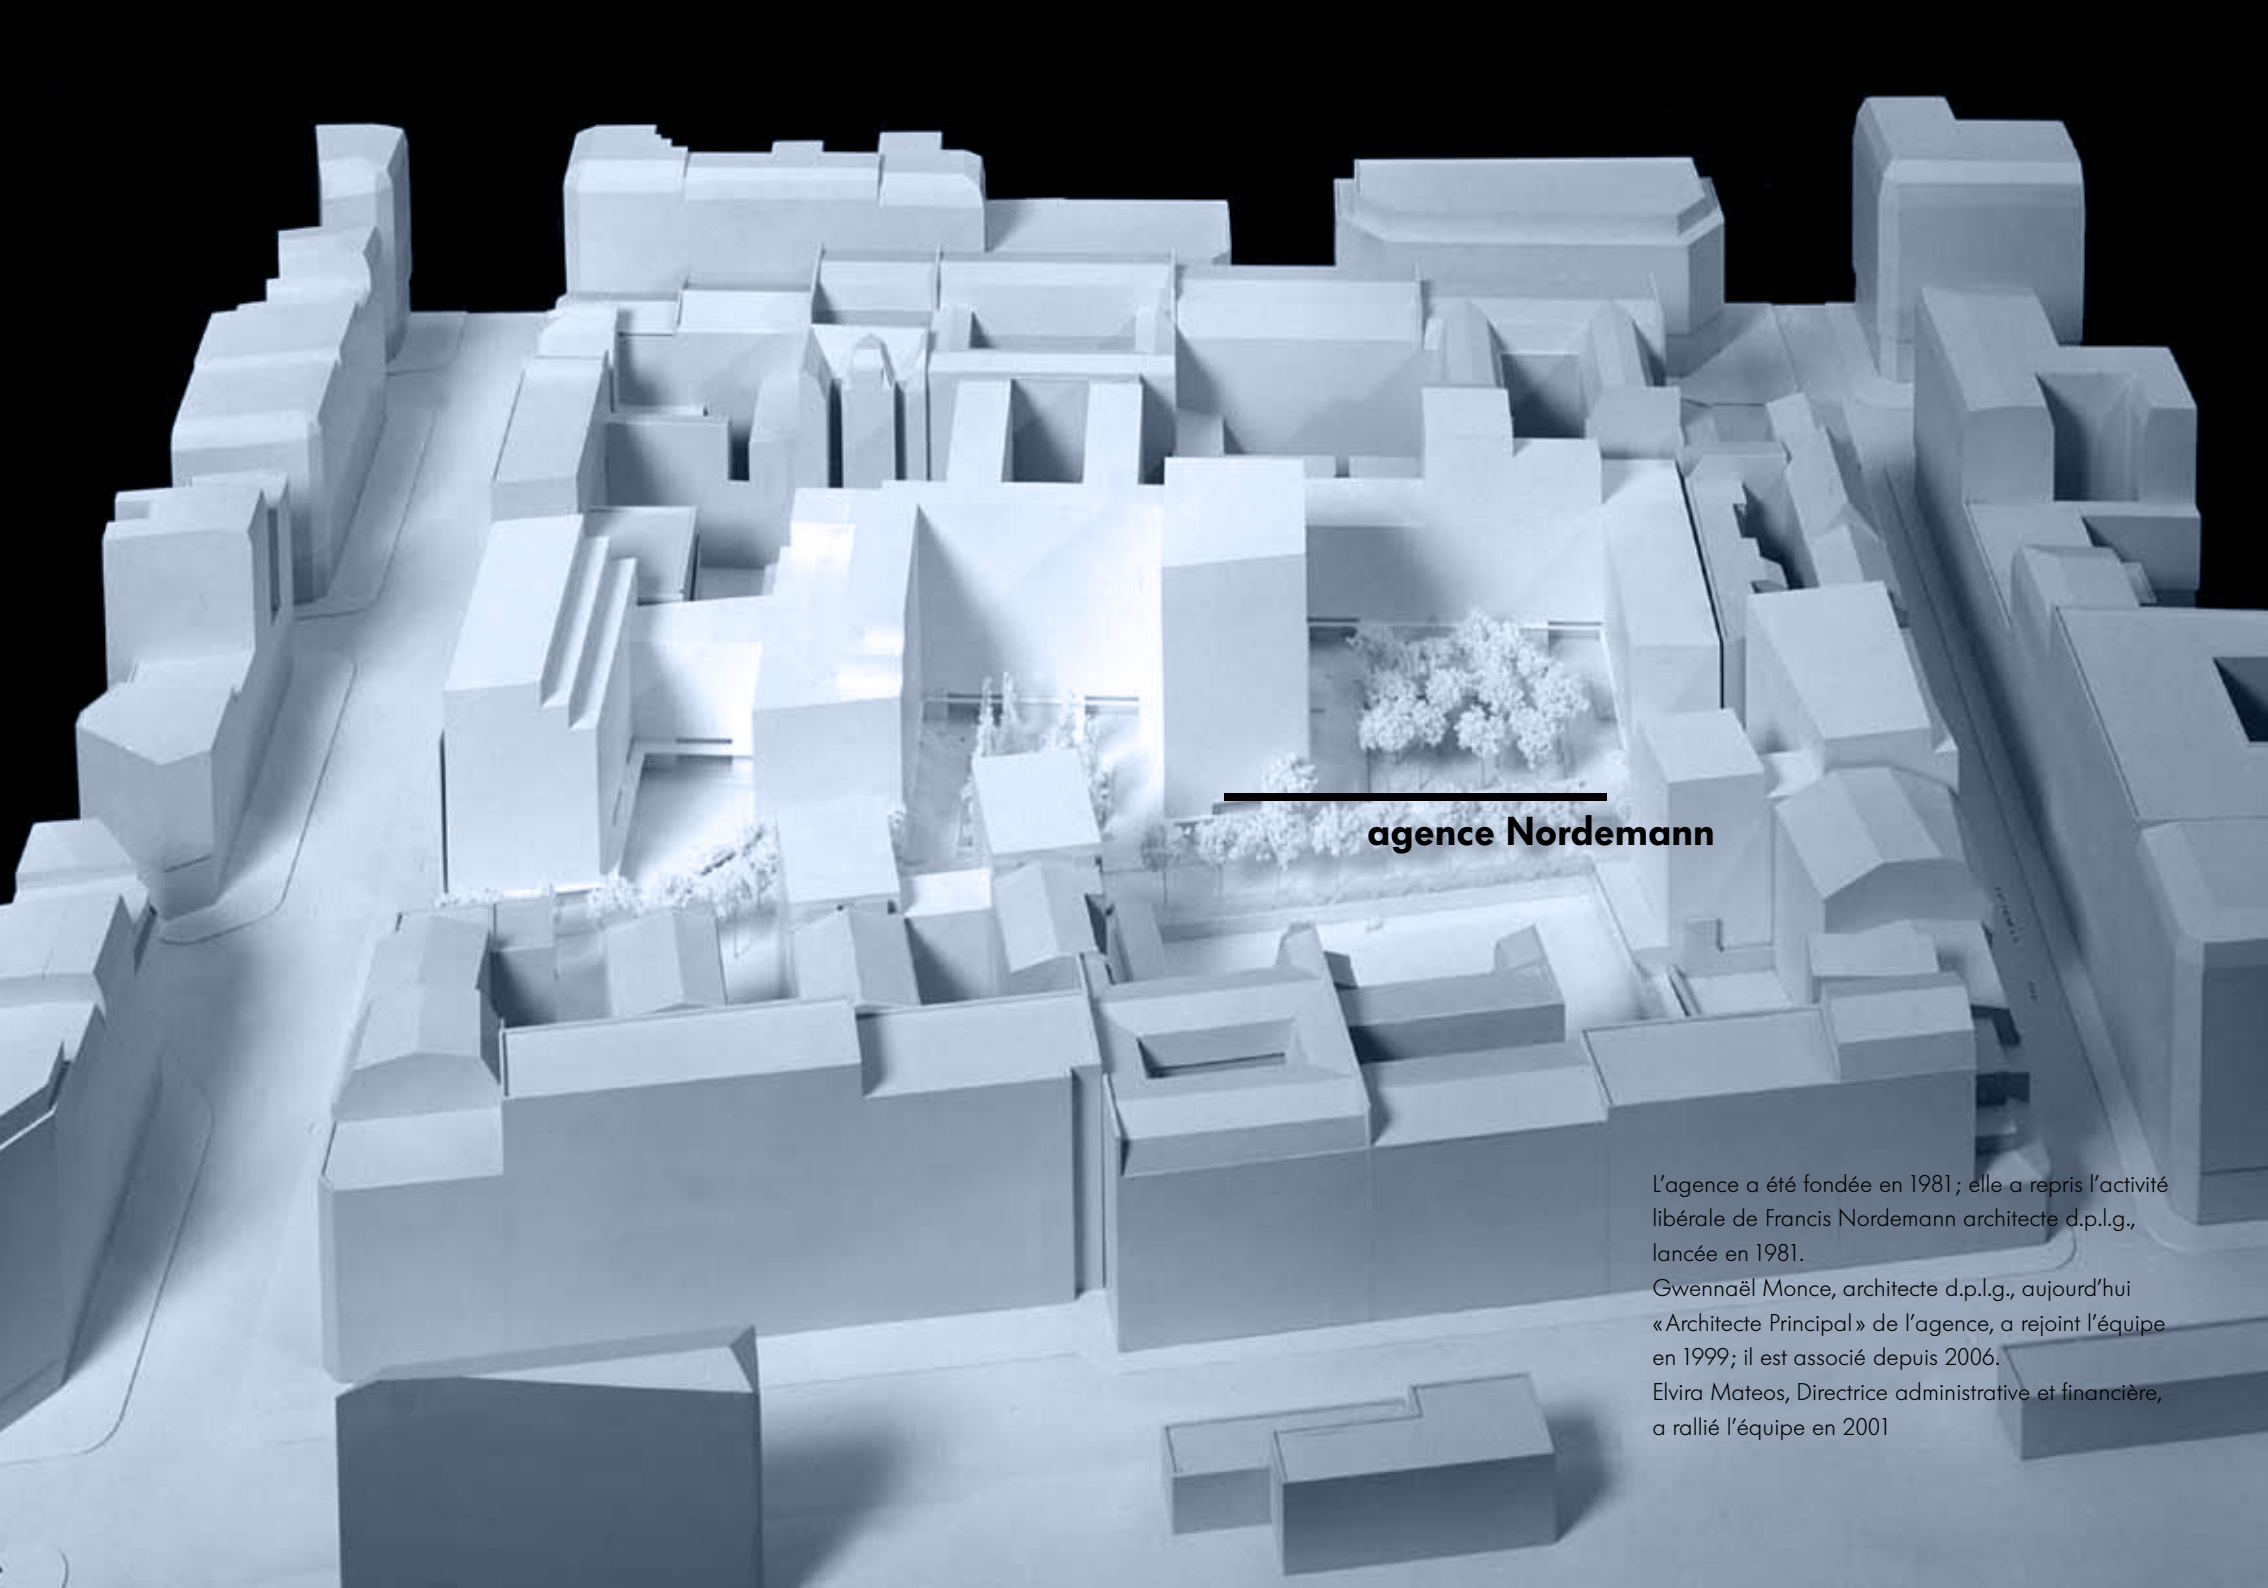 agence Nordemann
L’agence a été fondée en 1981 ; elle a repris l’activité
libérale de Francis Nordemann architecte d.p.l.g.,
lancée en 1981.
Gwennaël Monce, architecte d.p.l.g., aujourd’hui
«Architecte Principal» de l’agence, a rejoint l’équipe
en 1999 ; il est associé depuis 2006.
Elvira Mateos, Directrice administrative et financière,
a rallié l’équipe en 2001